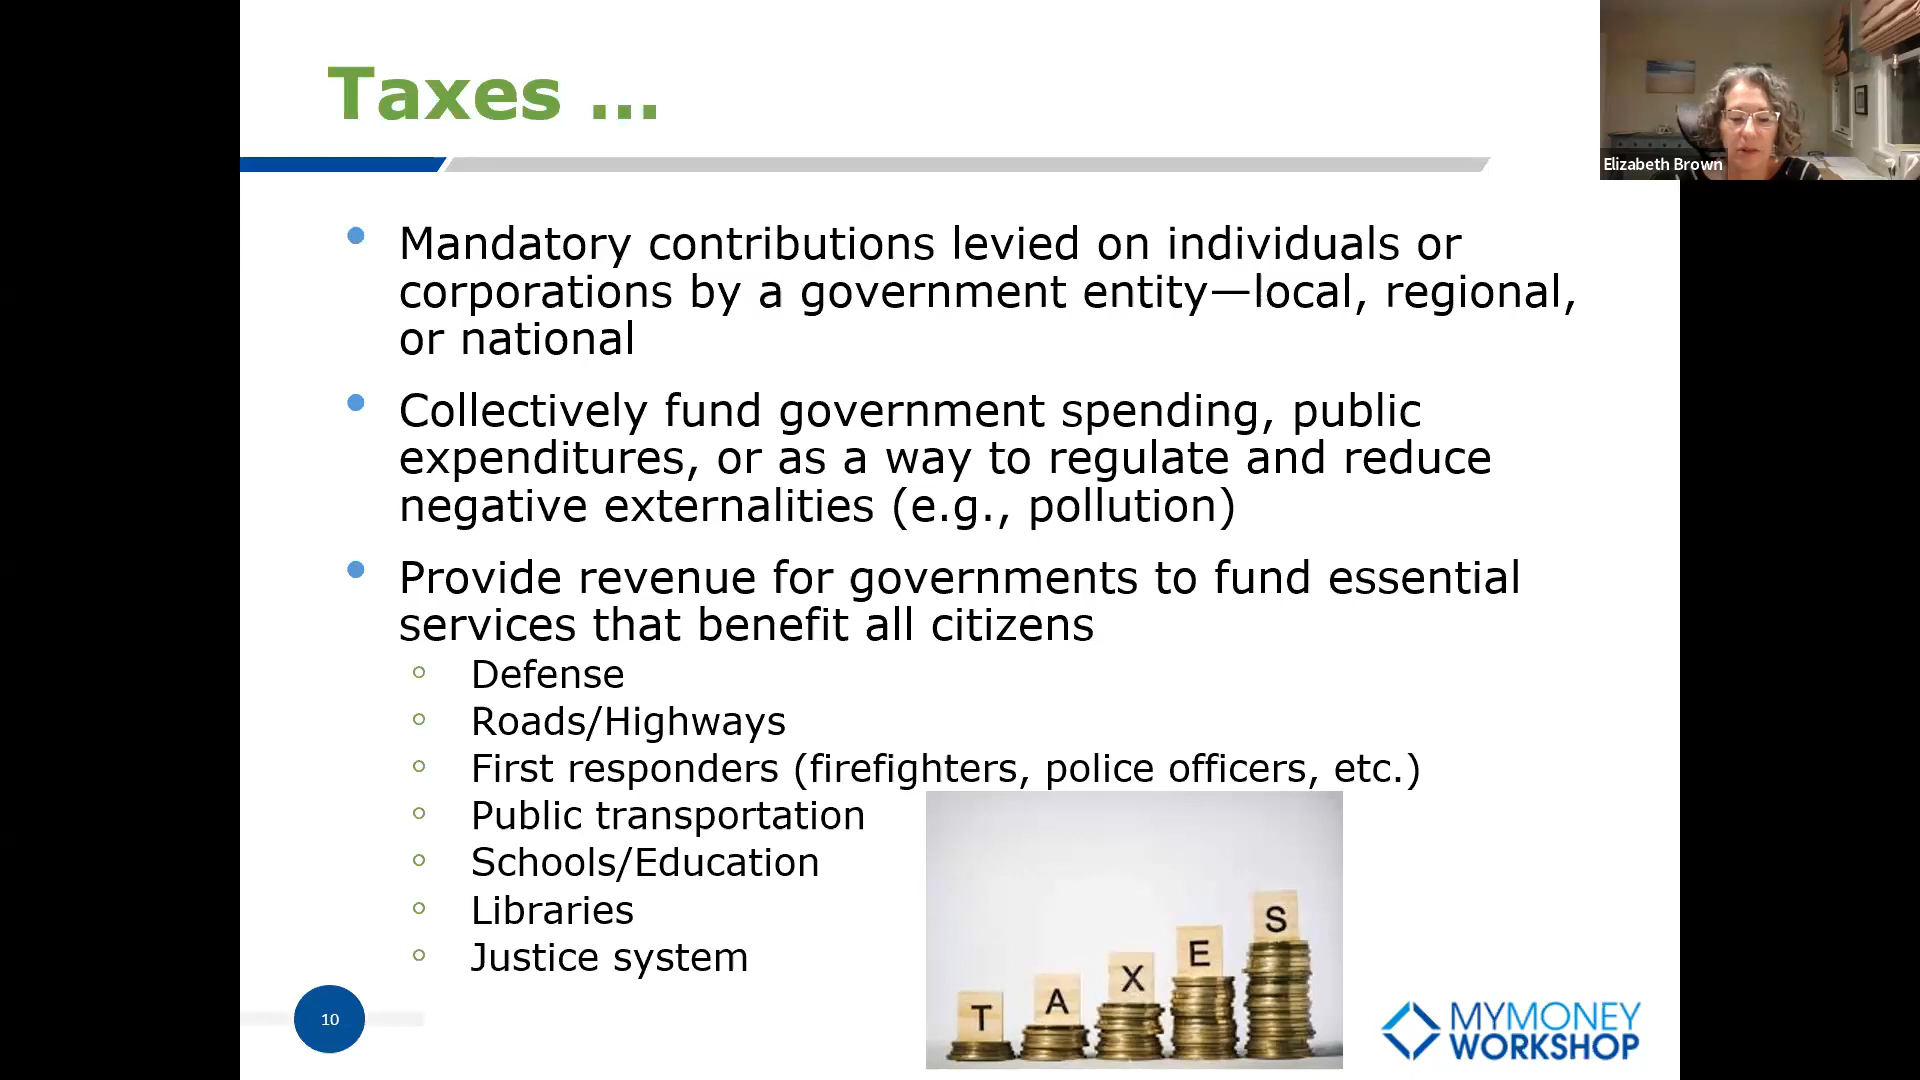 Taxes ...
Elizabeth Brown
Mandatory contributions levied on individuals or
corporations by a government entity—local, regional,
or national
Collectively fund government spending, public
expenditures, or as a way to regulate and reduce
negative externalities (e.g., pollution)
Provide revenue for governments to fund essential
services that benefit all citizens
Defense
Roads/Highways
First responders (firefighters, police officers, etc.)
Public transportation
Schools/Education
Libraries
Justice system
TAXES
10
MYMONEY
WORKSHOP